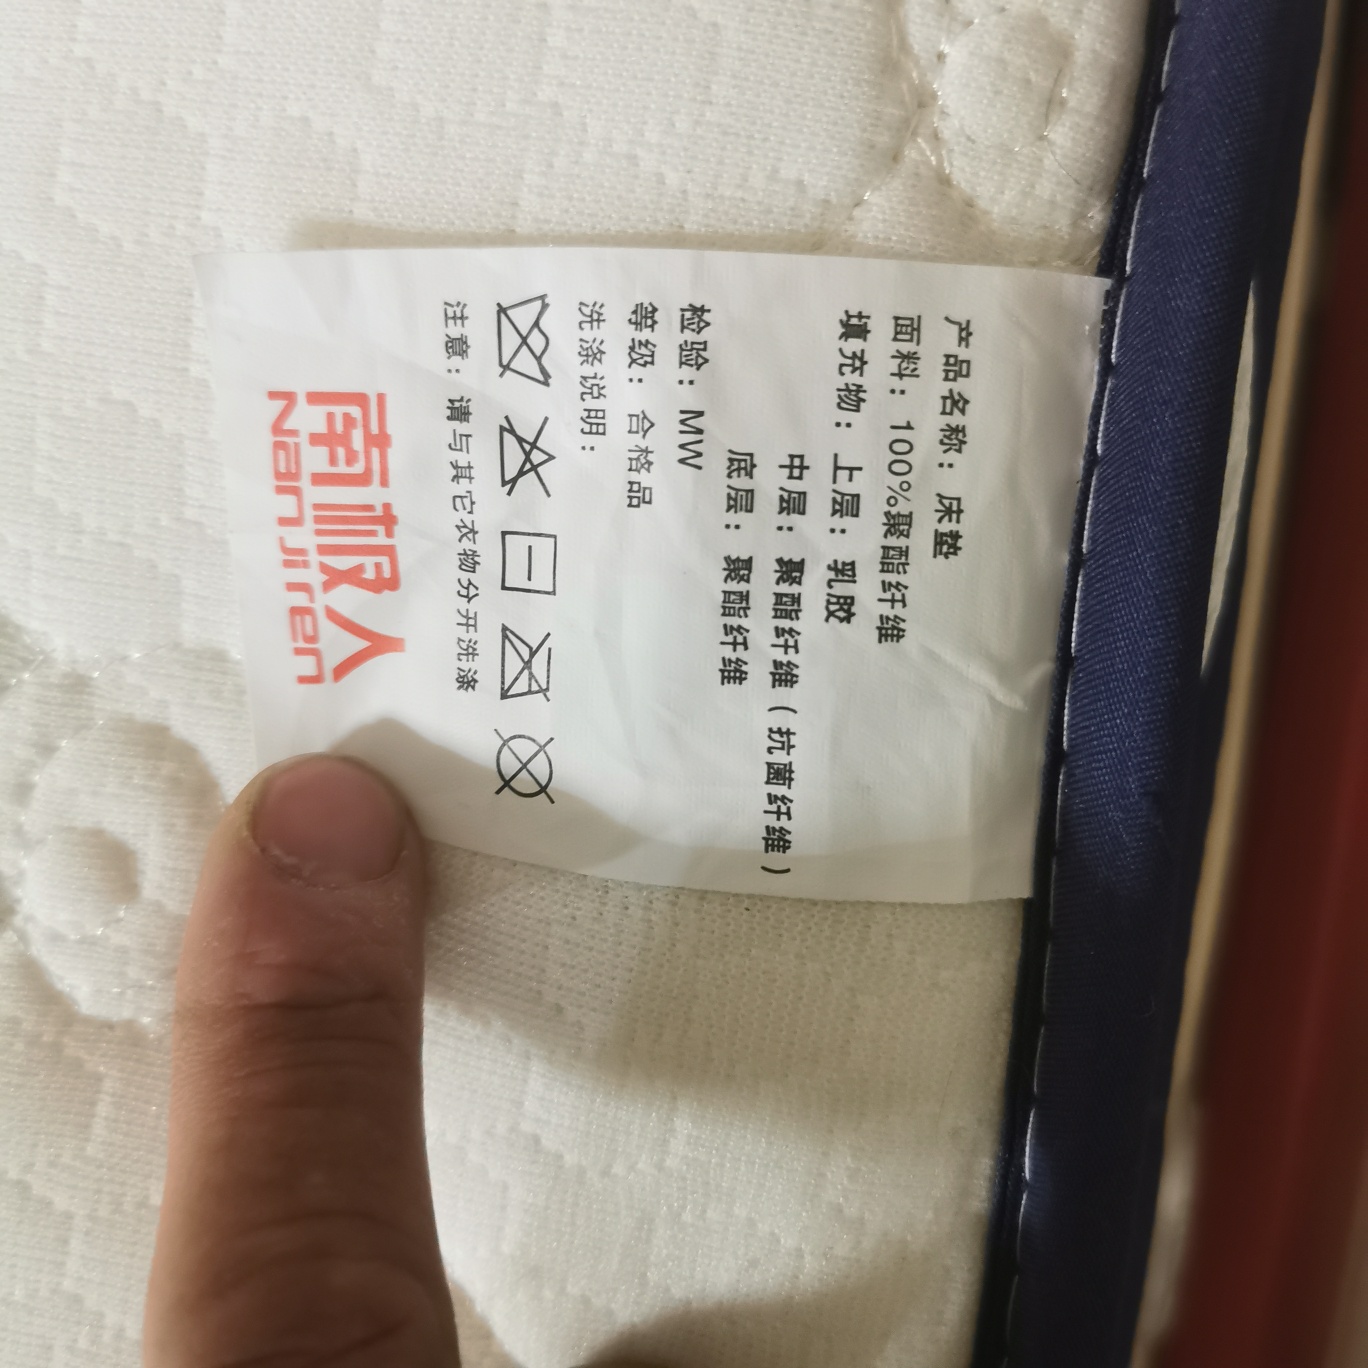 产品名称：床垫
面料：100%聚酯纤维
填充物：上层：乳胶
中层：聚酯纤维（抗菌纤维）
底层：聚酯纤维
检验：MW
等级：合格品
洗涤说明：
注意：请与其它衣物分开洗涤
南极人
Nanjiren